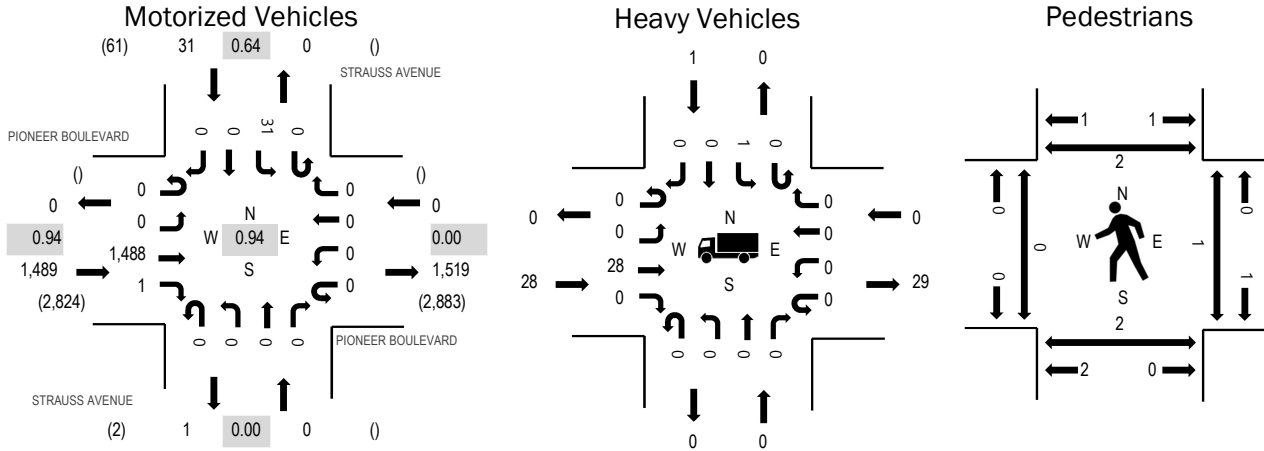 Motorized Vehicles
(61) 31 0.64 0 ()
STRAUSS AVENUE
PIONEER BOULEVARD
0 0 31 0
() ()
0 0
0 0
0 0
0.94 W N 0.94 E S 0 0.00
1,488
1,489 1,519
1 0
(2,824) (2,883)
0 0 0 0
PIONEER BOULEVARD
STRAUSS AVENUE
(2) 1 0.00 0 ()
Heavy Vehicles
1 0
0 0 1 0
0 0
0 0
0 0
N
W E
S
28 0
28 29
0 0
0 0 0 0
0 0
Pedestrians
1 1
2
0 0
N
W E
S
0 1
0 1
2
2 0